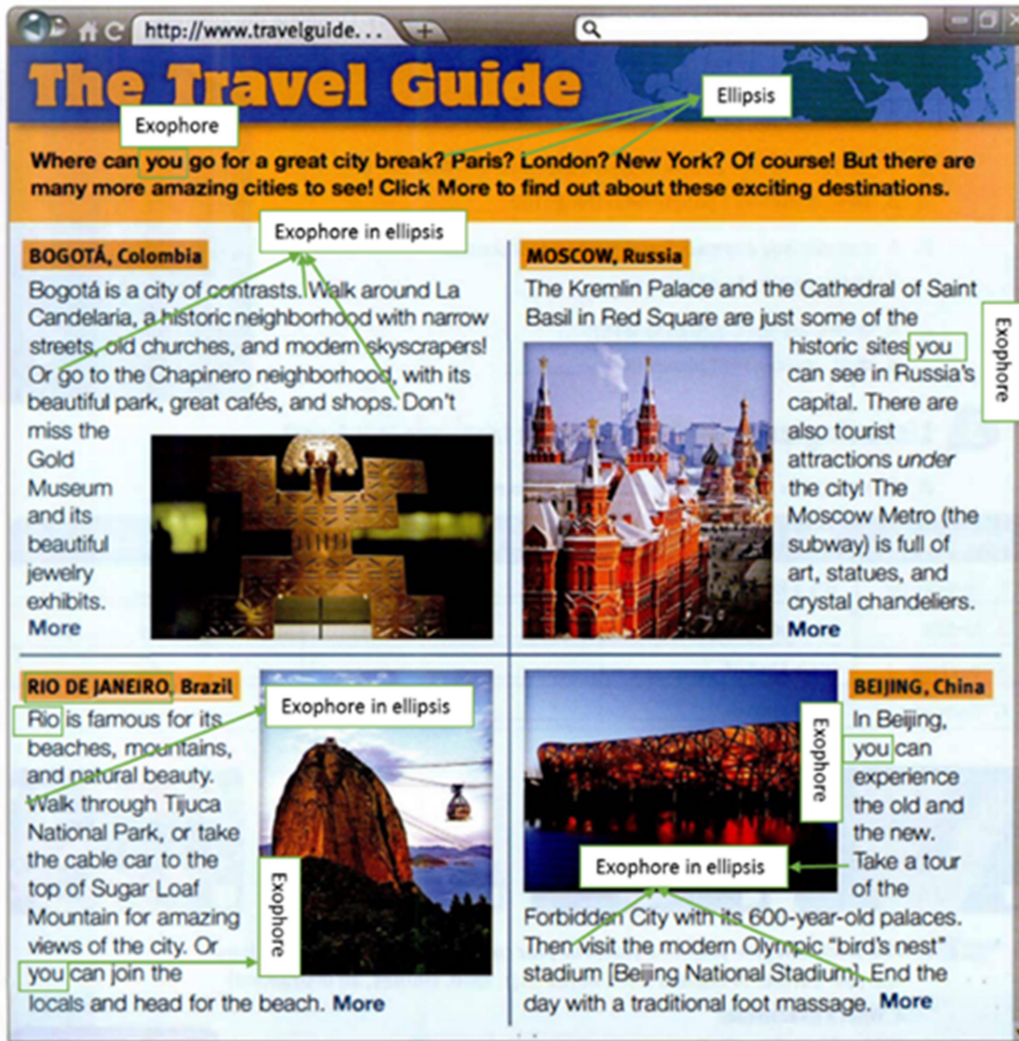 http://www.travelguide. . .
The Travel Guide
Ellipsis
Exophore
Where can you go for a great city break? Paris? London? New York? Of course! But there are
many more amazing cities to see! Click More to find out about these exciting destinations.
Exophore in ellipsis
BOGOTÁ, Colombia
Bogotá is a city of contrasts. Walk around La
Candelaria, a historic neighborhood with narrow
streets, old churches, and modern skyscrapers!
Or go to the Chapinero neighborhood, with its
beautiful park, great cafés, and shops. Don't
miss the
Gold
Museum
and its
beautiful
jewelry
exhibits.
More
MOSCOW, Russia
The Kremlin Palace and the Cathedral of Saint
Basil in Red Square are just some of the
historic sites you
can see in Russia's
capital. There are
also tourist
attractions under
the city! The
Moscow Metro (the
subway) is full of
art, statues, and
crystal chandeliers.
More
Exophore
RIO DE JANEIRO, Brazil
Rio is famous for its
beaches, mountains,
and natural beauty.
Walk through Tijuca
National Park, or take
the cable car to the
top of Sugar Loaf
Mountain for amazing
views of the city. Or
you can join the
locals and head for the beach. More
Exophore in ellipsis
Exophore
BEIJING, China
In Beijing,
you can
experience
the old and
the new.
Take a tour
of the
Forbidden City with its 600-year-old palaces.
Then visit the modern Olympic "bird's nest"
stadium [Beijing National Stadium]. End the
day with a traditional foot massage. More
Exophore
Exophore in ellipsis